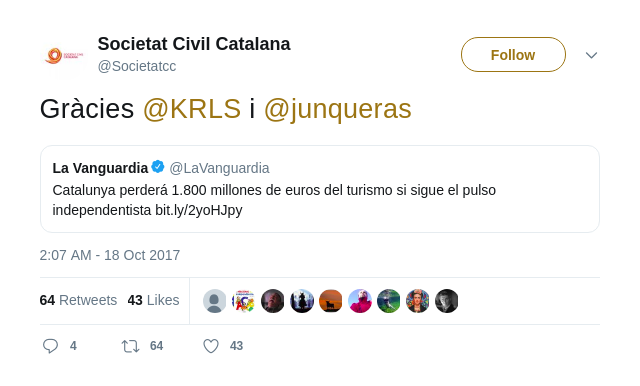 Societat Civil Catalana
@Societatcc
Follow
Gràcies @KRLS i @junqueras
La Vanguardia @LaVanguardia
Catalunya perderá 1.800 millones de euros del turismo si sigue el pulso
independentista bit.ly/2yoHJpy
2:07 AM - 18 Oct 2017
64 Retweets 43 Likes
4 64 43